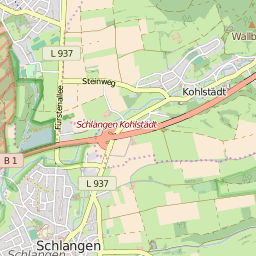 Wallb
L 937
Steinweg
Kohlstädt
Fürstenallee
Schlangen Kohlstädt
B 1
L 937
Schlangen
Schlangen